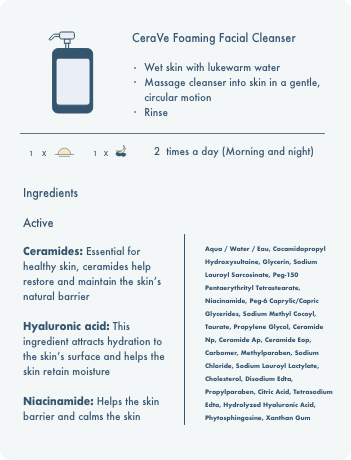 CeraVe Foaming Facial Cleanser
· Wet skin with lukewarm water
· Massage cleanser into skin in a gentle,
circular motion
· Rinse
1 X 1 X 2 times a day (Morning and night)
Ingredients
Active
Ceramides: Essential for
healthy skin, ceramides help
restore and maintain the skin's
natural barrier
Hyaluronic acid: This
ingredient attracts hydration to
the skin's surface and helps the
skin retain moisture
Niacinamide: Helps the skin
barrier and calms the skin
Aqua / Water / Eau, Cocamidopropyl
Hydroxysultaine, Glycerin, Sodium
Lauroyl Sarcosinate, Peg-150
Pentaerythrityl Tetrastearate,
Niacinamide, Peg-6 Caprylic/Capric
Glycerides, Sodium Methyl Cocoyl,
Taurate, Propylene Glycol, Ceramide
Np, Ceramide Ap, Ceramide Eop,
Carbomer, Methylparaben, Sodium
Chloride, Sodium Lauroyl Lactylate,
Cholesterol, Disodium Edta,
Propylparaben, Citric Acid, Tetrasodium
Edta, Hydrolyzed Hyaluronic Acid,
Phytosphingosine, Xanthan Gum